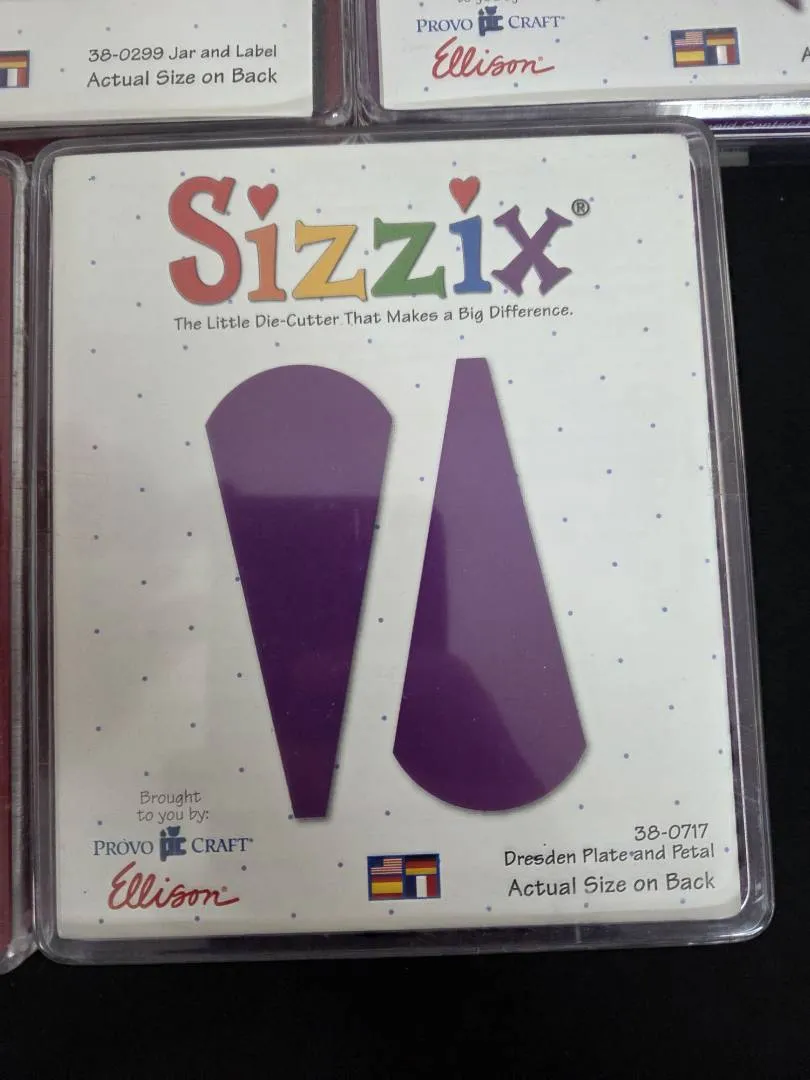 38-0299 Jar and Label
Actual Size on Back
PROVO pc CRAFT®
Ellison®
Sizzix®
The Little Die-Cutter That Makes a Big Difference.
Brought
to you by:
PROVO pc CRAFT®
Ellison®
38-0717
Dresden Plate and Petal
Actual Size on Back